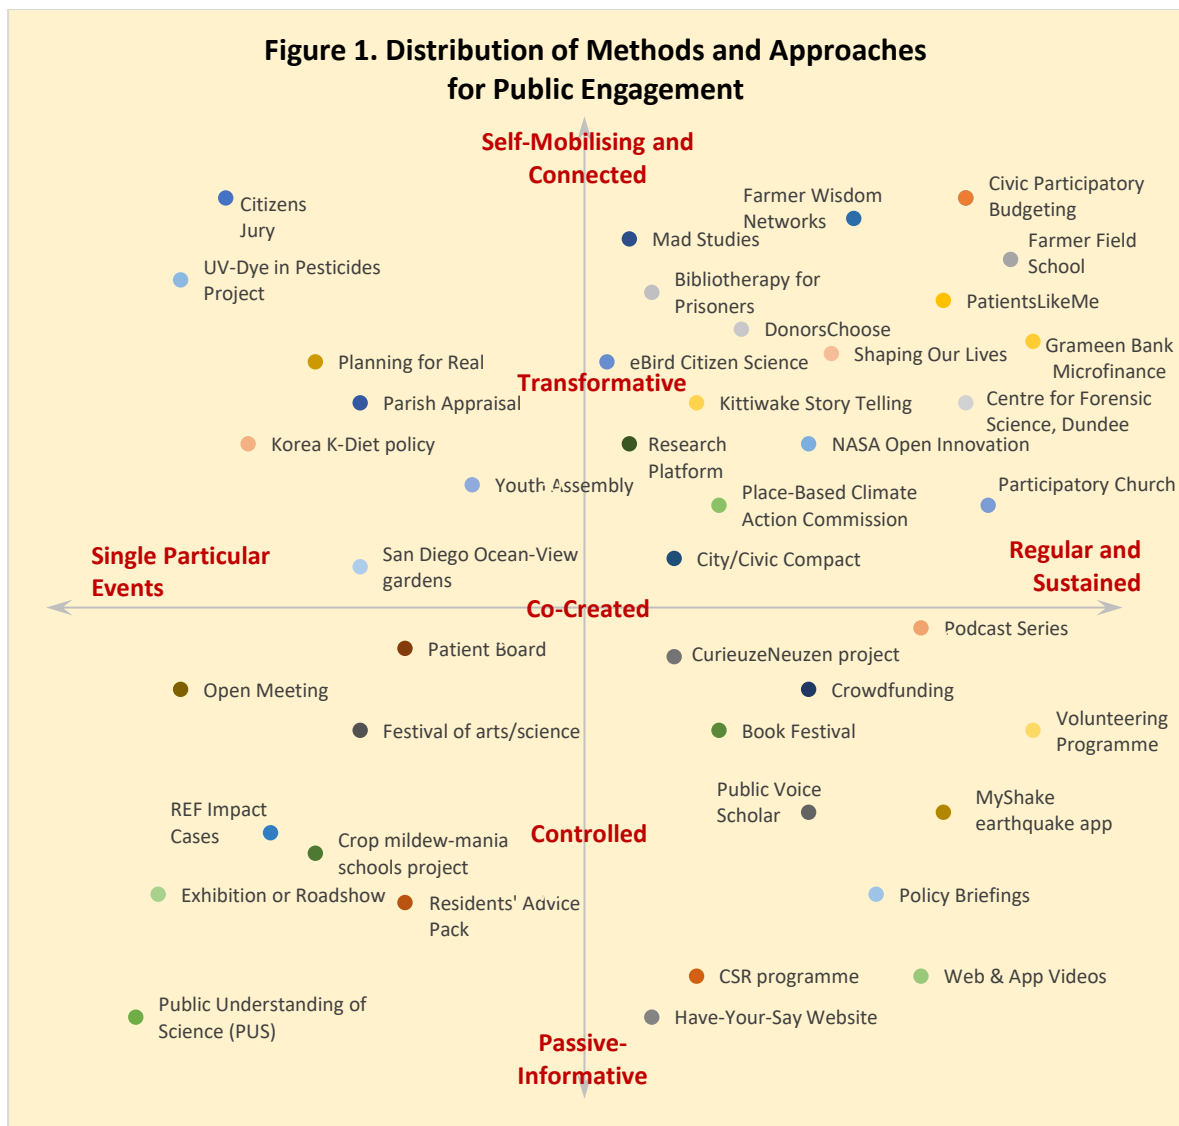 Figure 1. Distribution of Methods and Approaches
for Public Engagement
Self-Mobilising and
Connected
Citizens
Jury
Farmer Wisdom
Networks
Civic Participatory
Budgeting
Mad Studies
Farmer Field
School
UV-Dye in Pesticides
Project
Bibliotherapy for
Prisoners
PatientsLikeMe
DonorsChoose
Planning for Real
eBird Citizen Science
Shaping Our Lives
Grameen Bank
Microfinance
Transformative
Parish Appraisal
Kittiwake Story Telling
Centre for Forensic
Science, Dundee
Korea K-Diet policy
Research
Platform
NASA Open Innovation
Youth Assembly
Place-Based Climate
Action Commission
Participatory Church
Single Particular
Events
San Diego Ocean-View
gardens
City/Civic Compact
Regular and
Sustained
Co-Created
Podcast Series
Patient Board
CurieuzeNeuzen project
Open Meeting
Crowdfunding
Festival of arts/science
Book Festival
Volunteering
Programme
REF Impact
Cases
Public Voice
Scholar
MyShake
earthquake app
Controlled
Crop mildew-mania
schools project
Exhibition or Roadshow
Residents' Advice
Pack
Policy Briefings
CSR programme
Web & App Videos
Public Understanding of
Science (PUS)
Have-Your-Say Website
Passive-
Informative